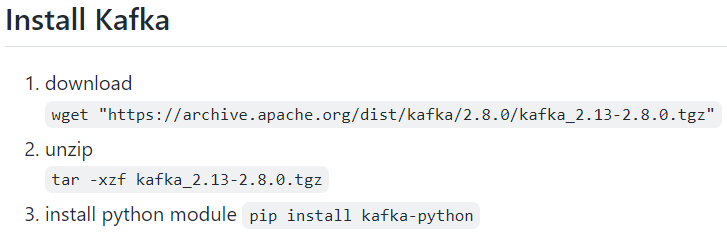 Install Kafka
1. download
wget "https://archive.apache.org/dist/kafka/2.8.0/kafka_2.13-2.8.0.tgz"
2. unzip
tar -xzf kafka_2.13-2.8.0.tgz
3. install python module pip install kafka-python